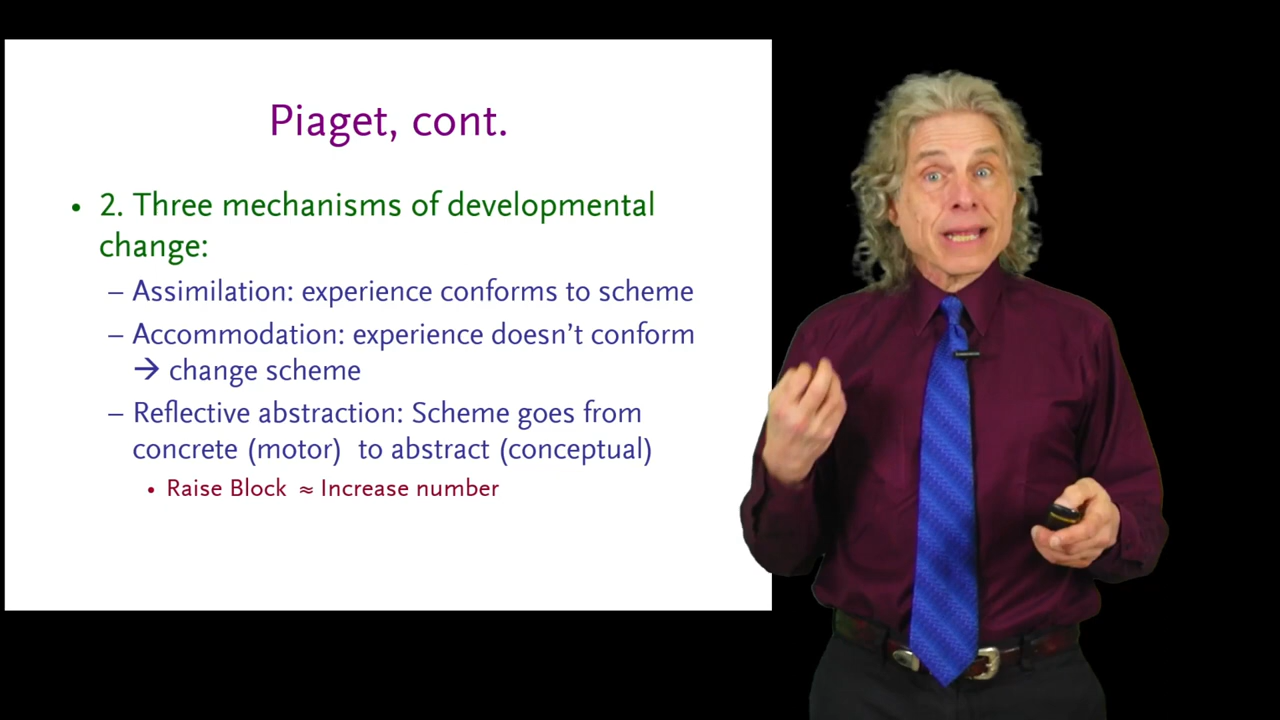 Piaget, cont.
• 2. Three mechanisms of developmental
change:
– Assimilation: experience conforms to scheme
– Accommodation: experience doesn’t conform
→ change scheme
– Reflective abstraction: Scheme goes from
concrete (motor) to abstract (conceptual)
• Raise Block ≈ Increase number